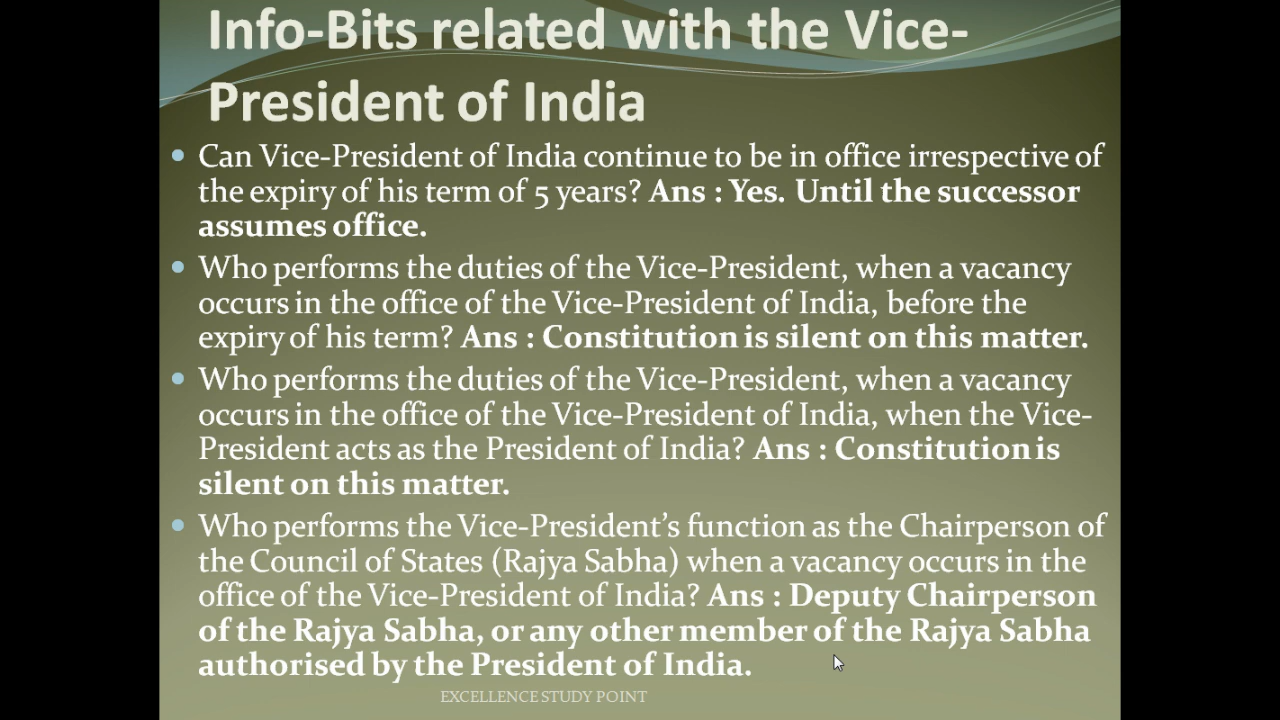 Info-Bits related with the Vice-
President of India
• Can Vice-President of India continue to be in office irrespective of
the expiry of his term of 5 years? Ans : Yes. Until the successor
assumes office.
• Who performs the duties of the Vice-President, when a vacancy
occurs in the office of the Vice-President of India, before the
expiry of his term? Ans : Constitution is silent on this matter.
• Who performs the duties of the Vice-President, when a vacancy
occurs in the office of the Vice-President of India, when the Vice-
President acts as the President of India? Ans : Constitution is
silent on this matter.
• Who performs the Vice-President’s function as the Chairperson of
the Council of States (Rajya Sabha) when a vacancy occurs in the
office of the Vice-President of India? Ans : Deputy Chairperson
of the Rajya Sabha, or any other member of the Rajya Sabha
authorised by the President of India.
EXCELLENCE STUDY POINT